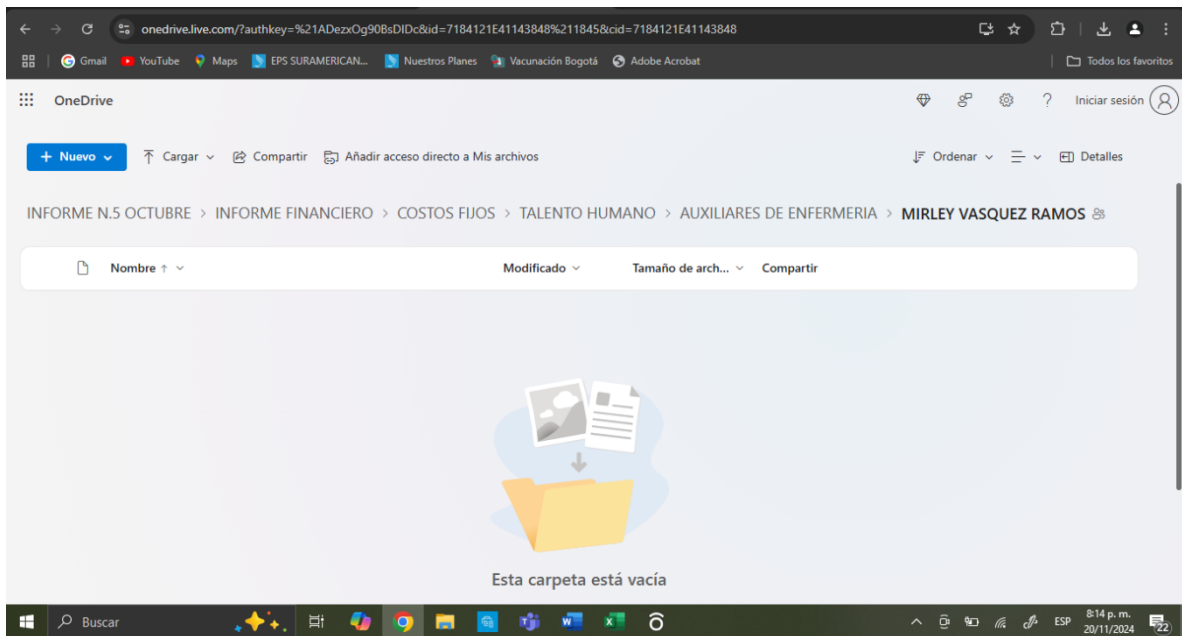 onedrive.live.com/?authkey=%21ADezxOg90BsDIDc&id=7184121E41143848%211845&cid=7184121E41143848
Gmail YouTube Maps EPS SURAMERICAN... Nuestros Planes Vacunación Bogotá Adobe Acrobat Todos los favoritos
OneDrive ? Iniciar sesión
+ Nuevo Cargar Compartir Añadir acceso directo a Mis archivos Ordenar Detalles
INFORME N.5 OCTUBRE > INFORME FINANCIERO > COSTOS FIJOS > TALENTO HUMANO > AUXILIARES DE ENFERMERIA > MIRLEY VASQUEZ RAMOS
Nombre ↑ Modificado Tamaño de arch... Compartir
Esta carpeta está vacía
Buscar ESP 8:14 p. m.
20/11/2024 22